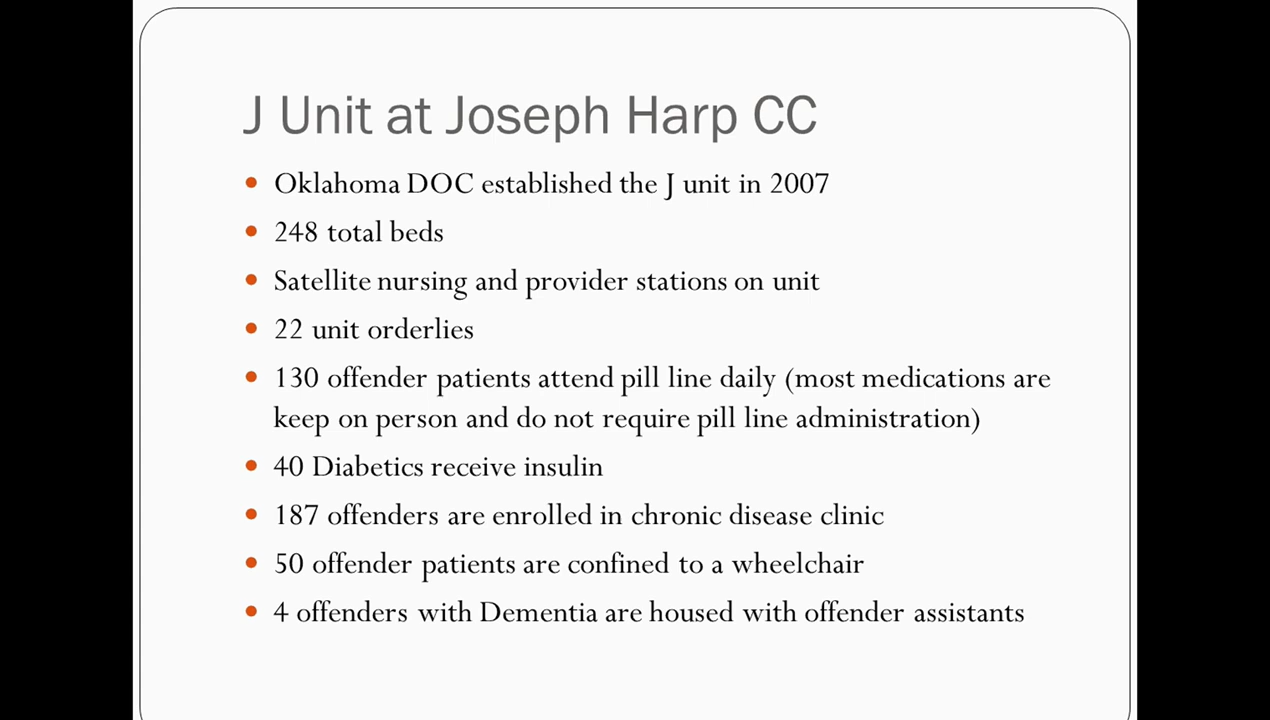 J Unit at Joseph Harp CC
• Oklahoma DOC established the J unit in 2007
• 248 total beds
• Satellite nursing and provider stations on unit
• 22 unit orderlies
• 130 offender patients attend pill line daily (most medications are
keep on person and do not require pill line administration)
• 40 Diabetics receive insulin
• 187 offenders are enrolled in chronic disease clinic
• 50 offender patients are confined to a wheelchair
• 4 offenders with Dementia are housed with offender assistants